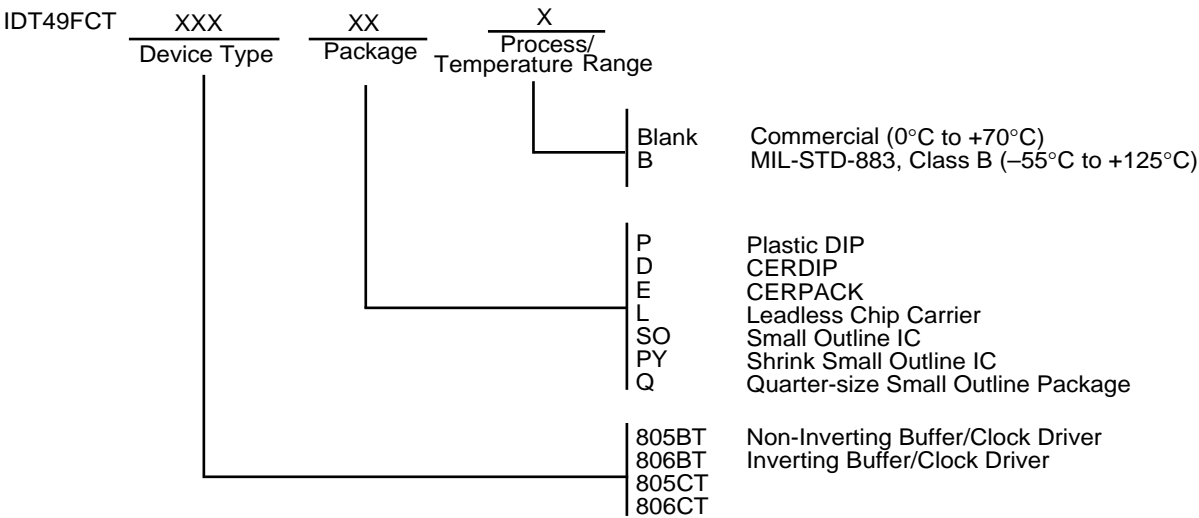 IDT49FCT XXX XX X
Device Type Package Process/
Temperature Range
Blank Commercial (0°C to +70°C)
B MIL-STD-883, Class B (–55°C to +125°C)
P Plastic DIP
D CERDIP
E CERPACK
L Leadless Chip Carrier
SO Small Outline IC
PY Shrink Small Outline IC
Q Quarter-size Small Outline Package
805BT Non-Inverting Buffer/Clock Driver
806BT Inverting Buffer/Clock Driver
805CT
806CT